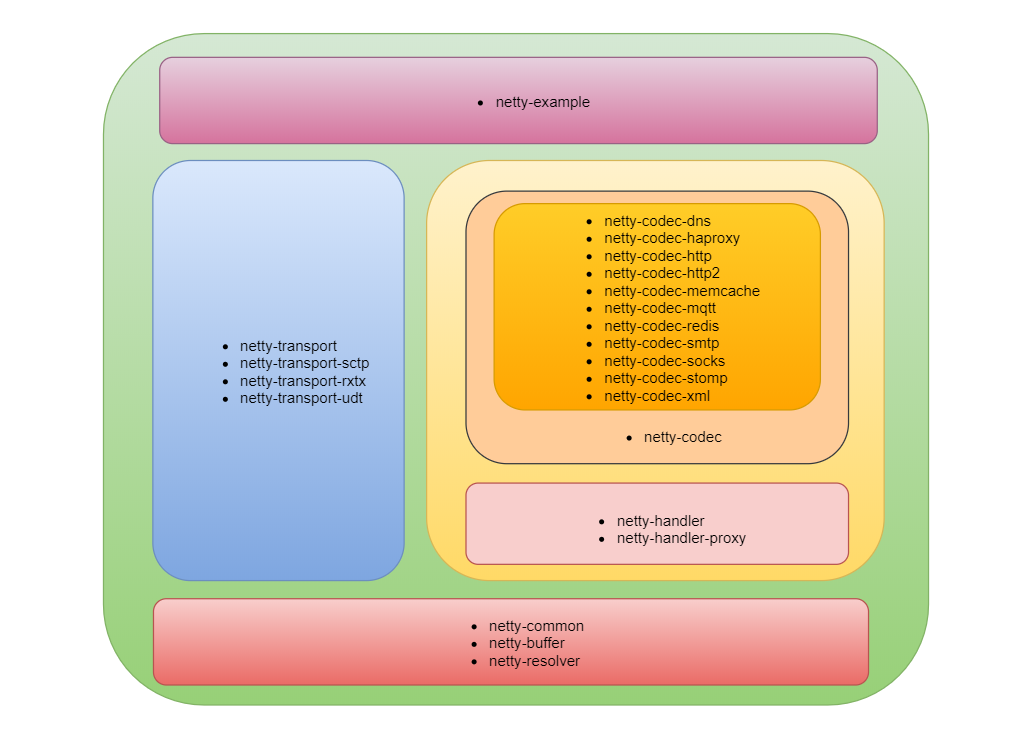 netty-example
netty-transport
netty-transport-sctp
netty-transport-rxtx
netty-transport-udt
netty-codec-dns
netty-codec-haproxy
netty-codec-http
netty-codec-http2
netty-codec-memcache
netty-codec-mqtt
netty-codec-redis
netty-codec-smtp
netty-codec-socks
netty-codec-stomp
netty-codec-xml
netty-codec
netty-handler
netty-handler-proxy
netty-common
netty-buffer
netty-resolver